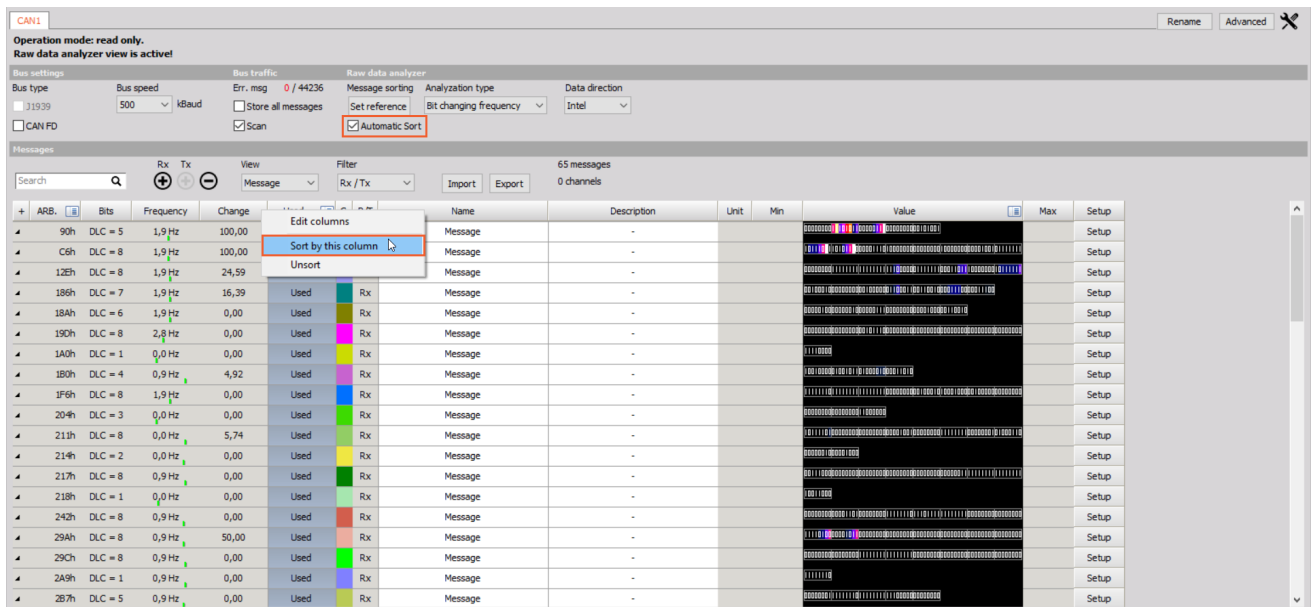 CAN1
Rename Advanced
Operation mode: read only.
Raw data analyzer view is active!
Bus settings Bus traffic Raw data analyzer
Bus type Bus speed Err. msg 0 / 44236 Message sorting Analyzation type Data direction
J1939 500 kBaud Store all messages Set reference Bit changing frequency Intel
CAN FD Scan Automatic Sort
Messages
Rx Tx View Filter 65 messages
Search Message Rx / Tx Import Export 0 channels
+ ARB. Bits Frequency Change Name Description Unit Min Value Max Setup
Edit columns
Sort by this column
Unsort
90h DLC = 5 1,9 Hz 100,00 Message - Setup
C6h DLC = 8 1,9 Hz 100,00 Message - Setup
12Eh DLC = 8 1,9 Hz 24,59 Message - Setup
186h DLC = 7 1,9 Hz 16,39 Used Rx Message - Setup
18Ah DLC = 6 1,9 Hz 0,00 Used Rx Message - Setup
19Dh DLC = 8 2,8 Hz 0,00 Used Rx Message - Setup
1A0h DLC = 1 0,0 Hz 0,00 Used Rx Message - Setup
1B0h DLC = 4 0,9 Hz 4,92 Used Rx Message - Setup
1F6h DLC = 8 1,9 Hz 0,00 Used Rx Message - Setup
204h DLC = 3 0,0 Hz 0,00 Used Rx Message - Setup
211h DLC = 8 0,0 Hz 5,74 Used Rx Message - Setup
214h DLC = 2 0,0 Hz 0,00 Used Rx Message - Setup
217h DLC = 8 0,9 Hz 0,00 Used Rx Message - Setup
218h DLC = 1 0,0 Hz 0,00 Used Rx Message - Setup
242h DLC = 8 0,9 Hz 0,00 Used Rx Message - Setup
29Ah DLC = 8 0,9 Hz 50,00 Used Rx Message - Setup
29Ch DLC = 8 0,9 Hz 0,00 Used Rx Message - Setup
2A9h DLC = 1 0,9 Hz 0,00 Used Rx Message - Setup
2B7h DLC = 5 0,9 Hz 0,00 Used Rx Message - Setup